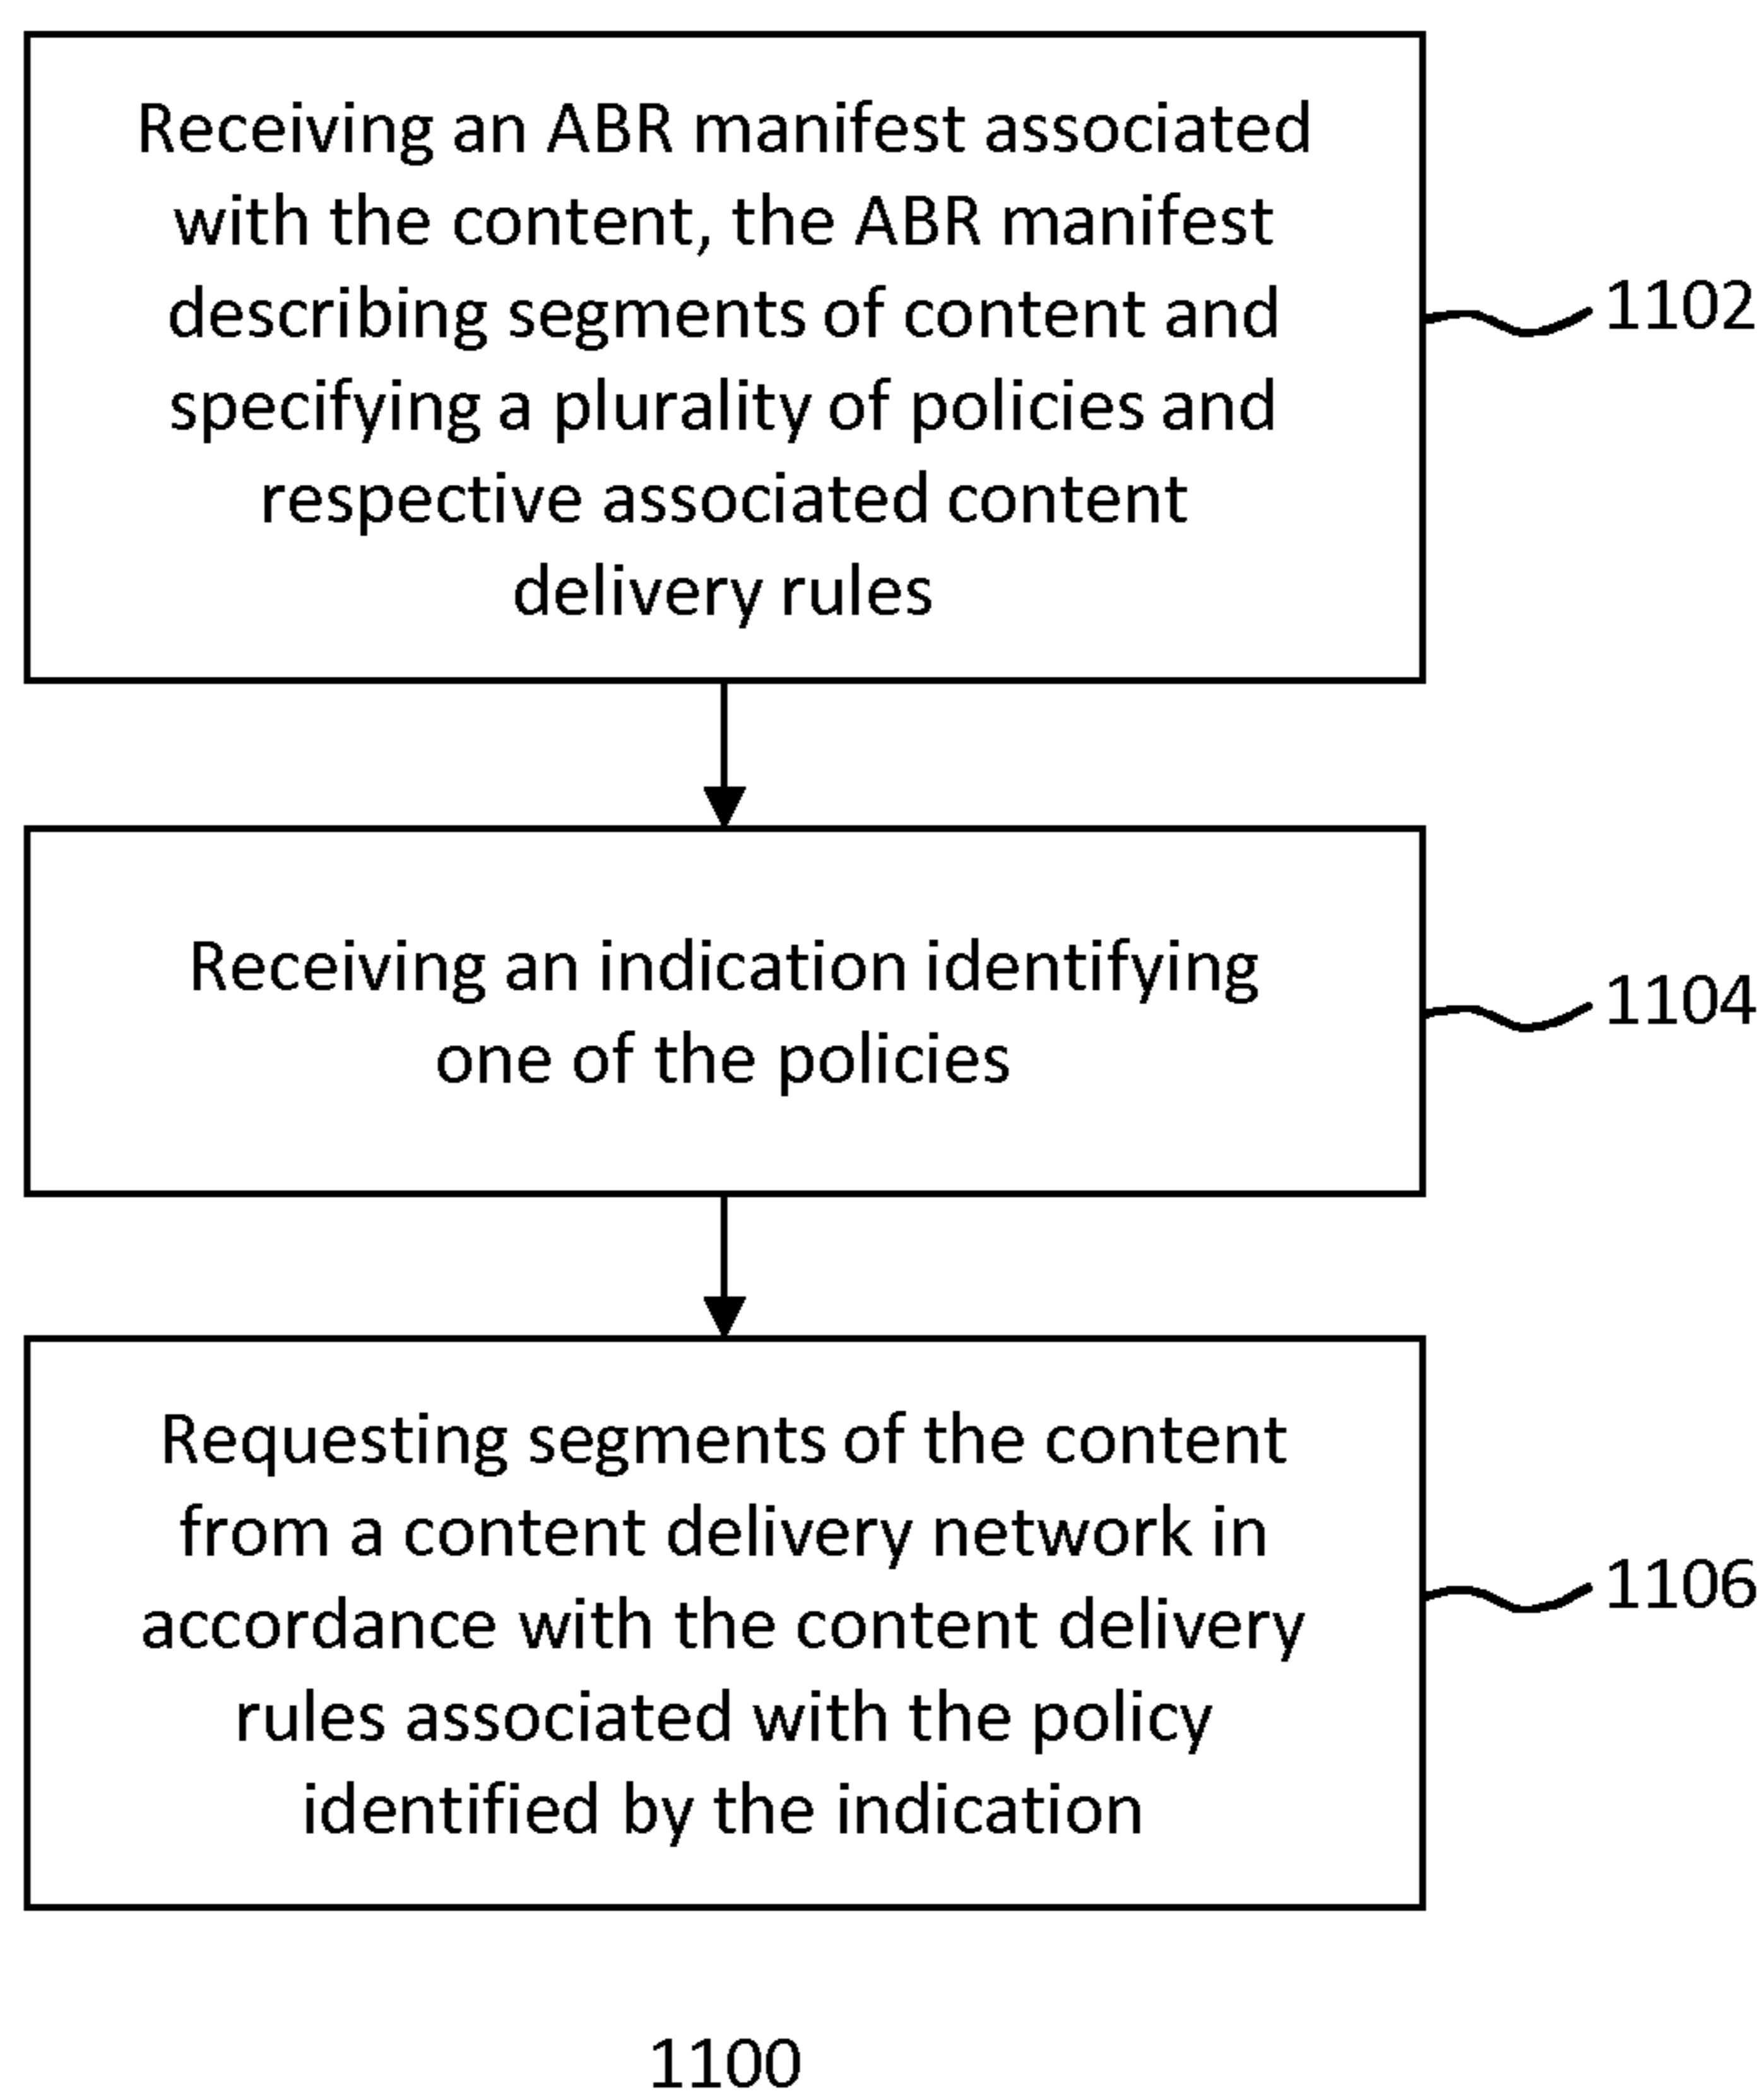 Receiving an ABR manifest associated
with the content, the ABR manifest
describing segments of content and
specifying a plurality of policies and
respective associated content
delivery rules
1102
Receiving an indication identifying
one of the policies
1104
Requesting segments of the content
from a content delivery network in
accordance with the content delivery
rules associated with the policy
identified by the indication
1106
1100